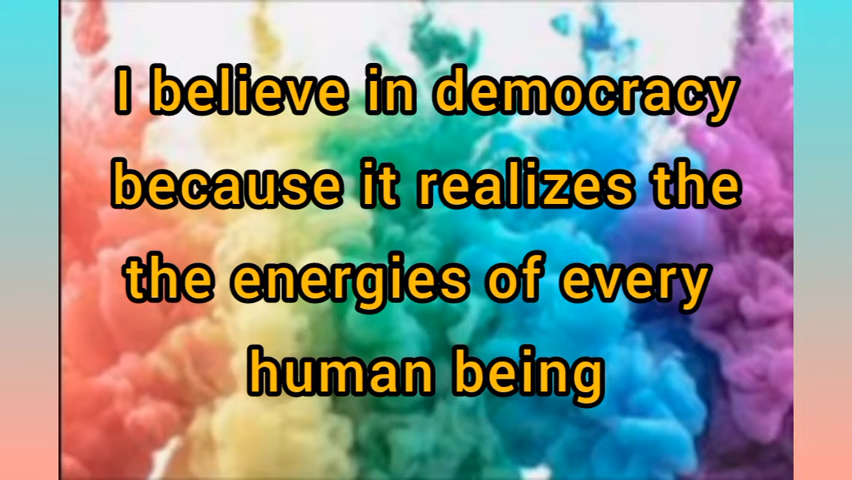 I believe in democracy
because it realizes the
the energies of every
human being